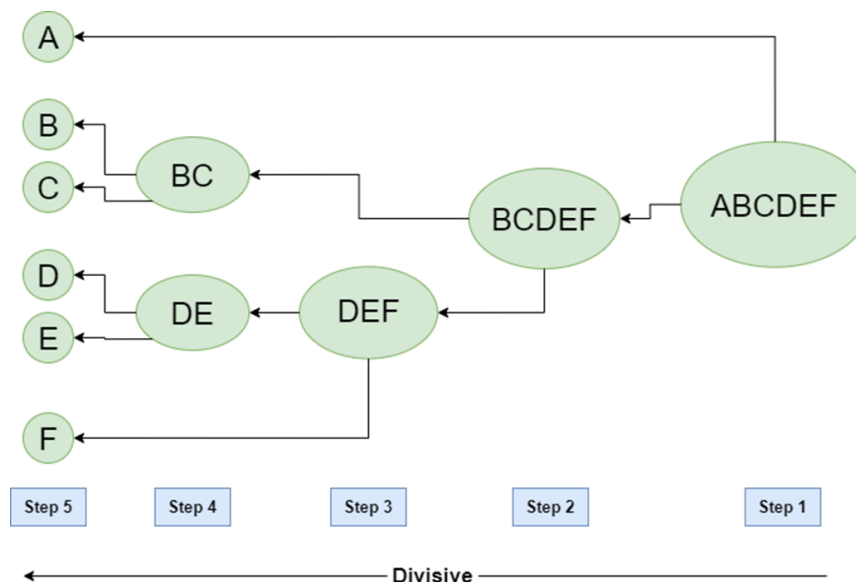 A
B
C
BC
BCDEF
ABCDEF
D
E
DE
DEF
F
Step 5
Step 4
Step 3
Step 2
Step 1
Divisive